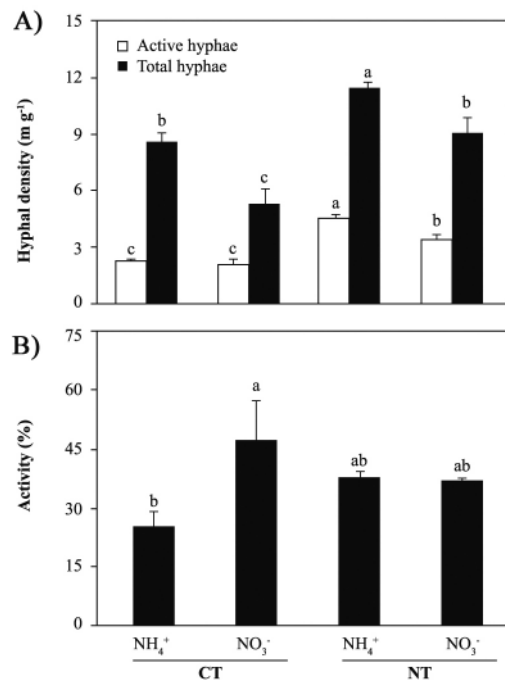 A)
15
12
9
6
3
0
Hyphal density (m g⁻¹)
Active hyphae
Total hyphae
c b c c a a b b
B)
75
60
45
30
15
0
Activity (%)
b a ab ab
NH₄⁺ NO₃⁻ NH₄⁺ NO₃⁻
CT NT